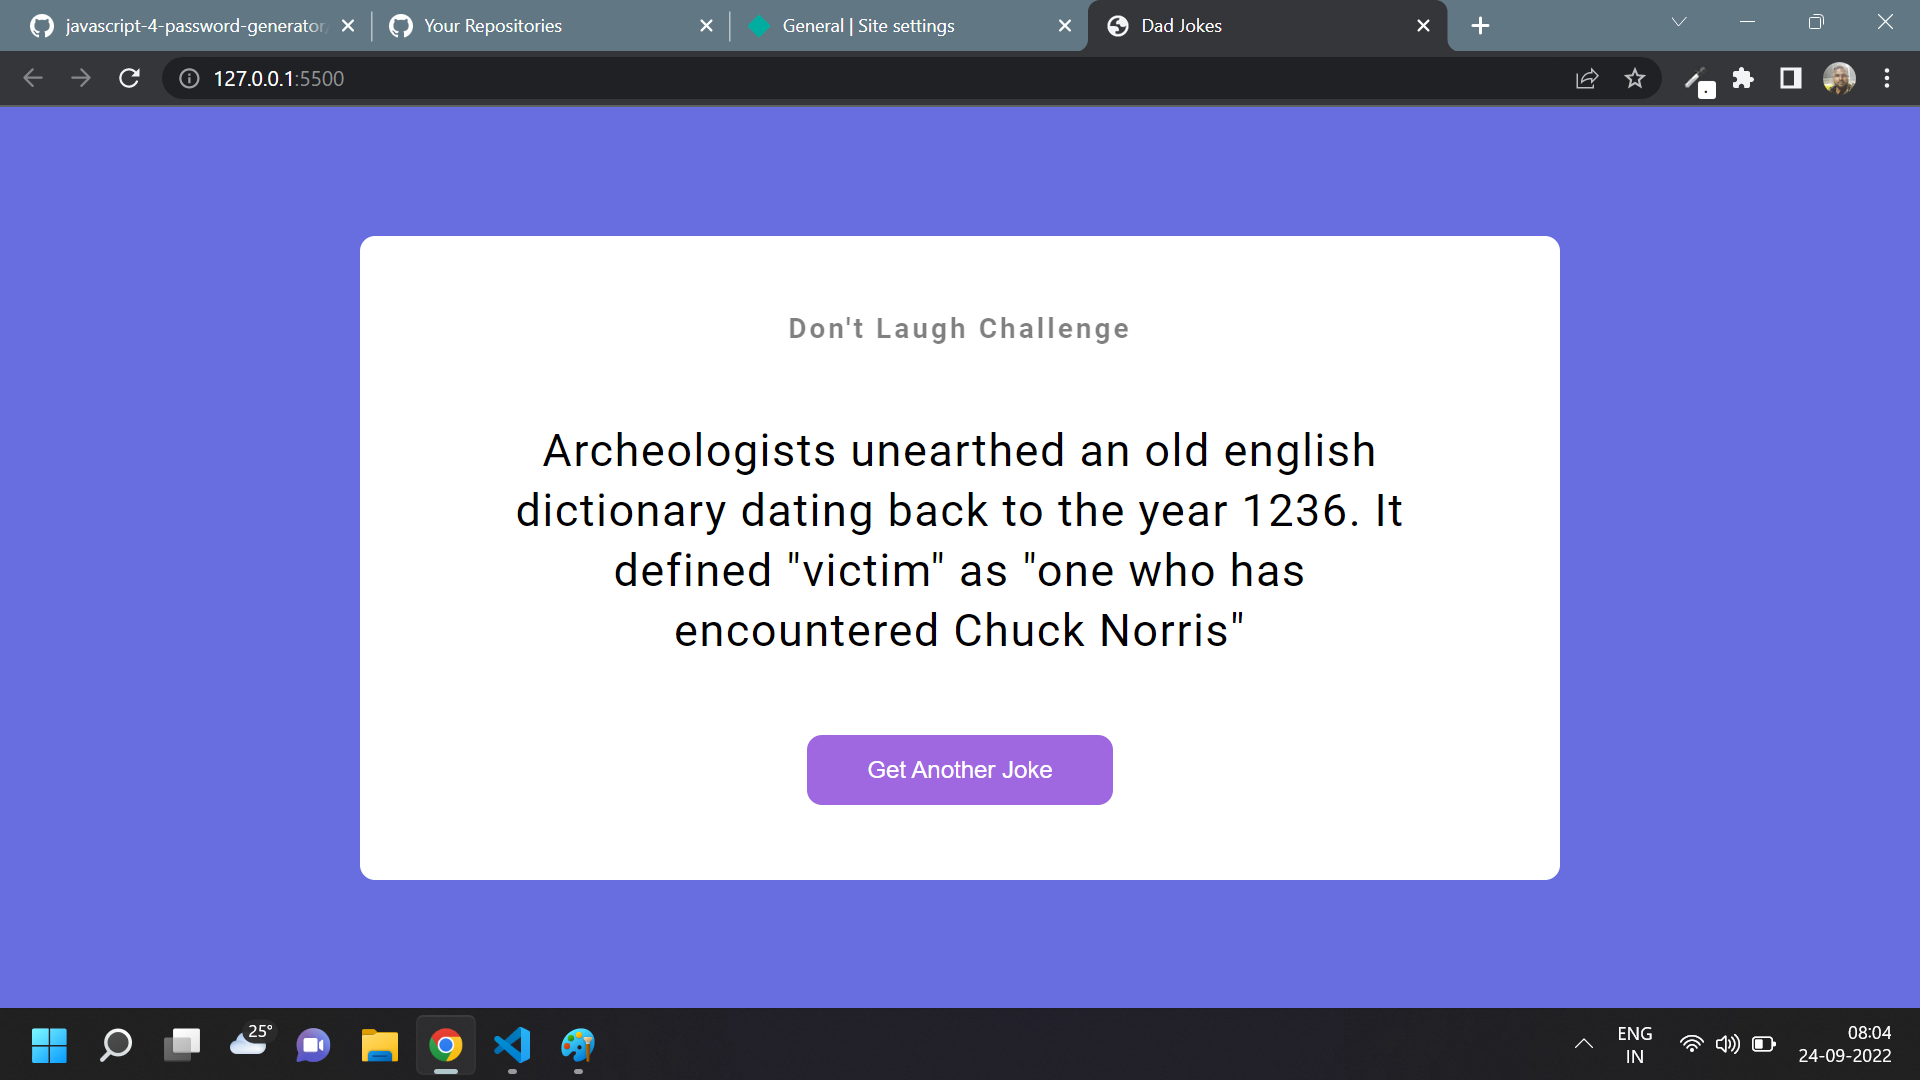 javascript-4-password-generator
Your Repositories
General | Site settings
Dad Jokes
127.0.0.1:5500
Don't Laugh Challenge
Archeologists unearthed an old english
dictionary dating back to the year 1236. It
defined "victim" as "one who has
encountered Chuck Norris"
Get Another Joke
25°
ENG
IN
08:04
24-09-2022